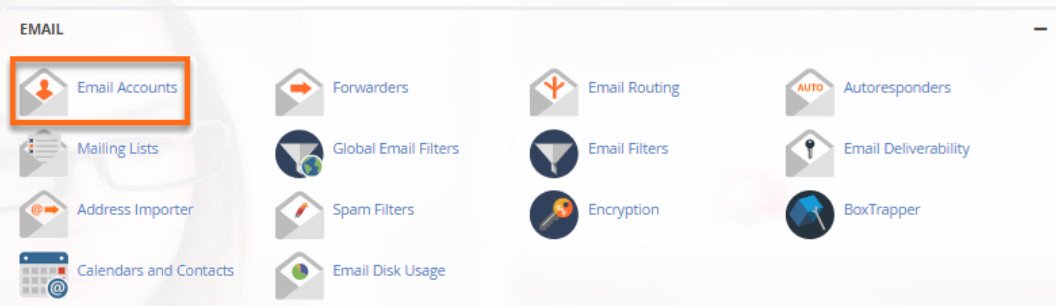 EMAIL
Email Accounts
Forwarders
Email Routing
AUTO
Autoresponders
Mailing Lists
Global Email Filters
Email Filters
Email Deliverability
@
Address Importer
Spam Filters
Encryption
BoxTrapper
@
Calendars and Contacts
Email Disk Usage